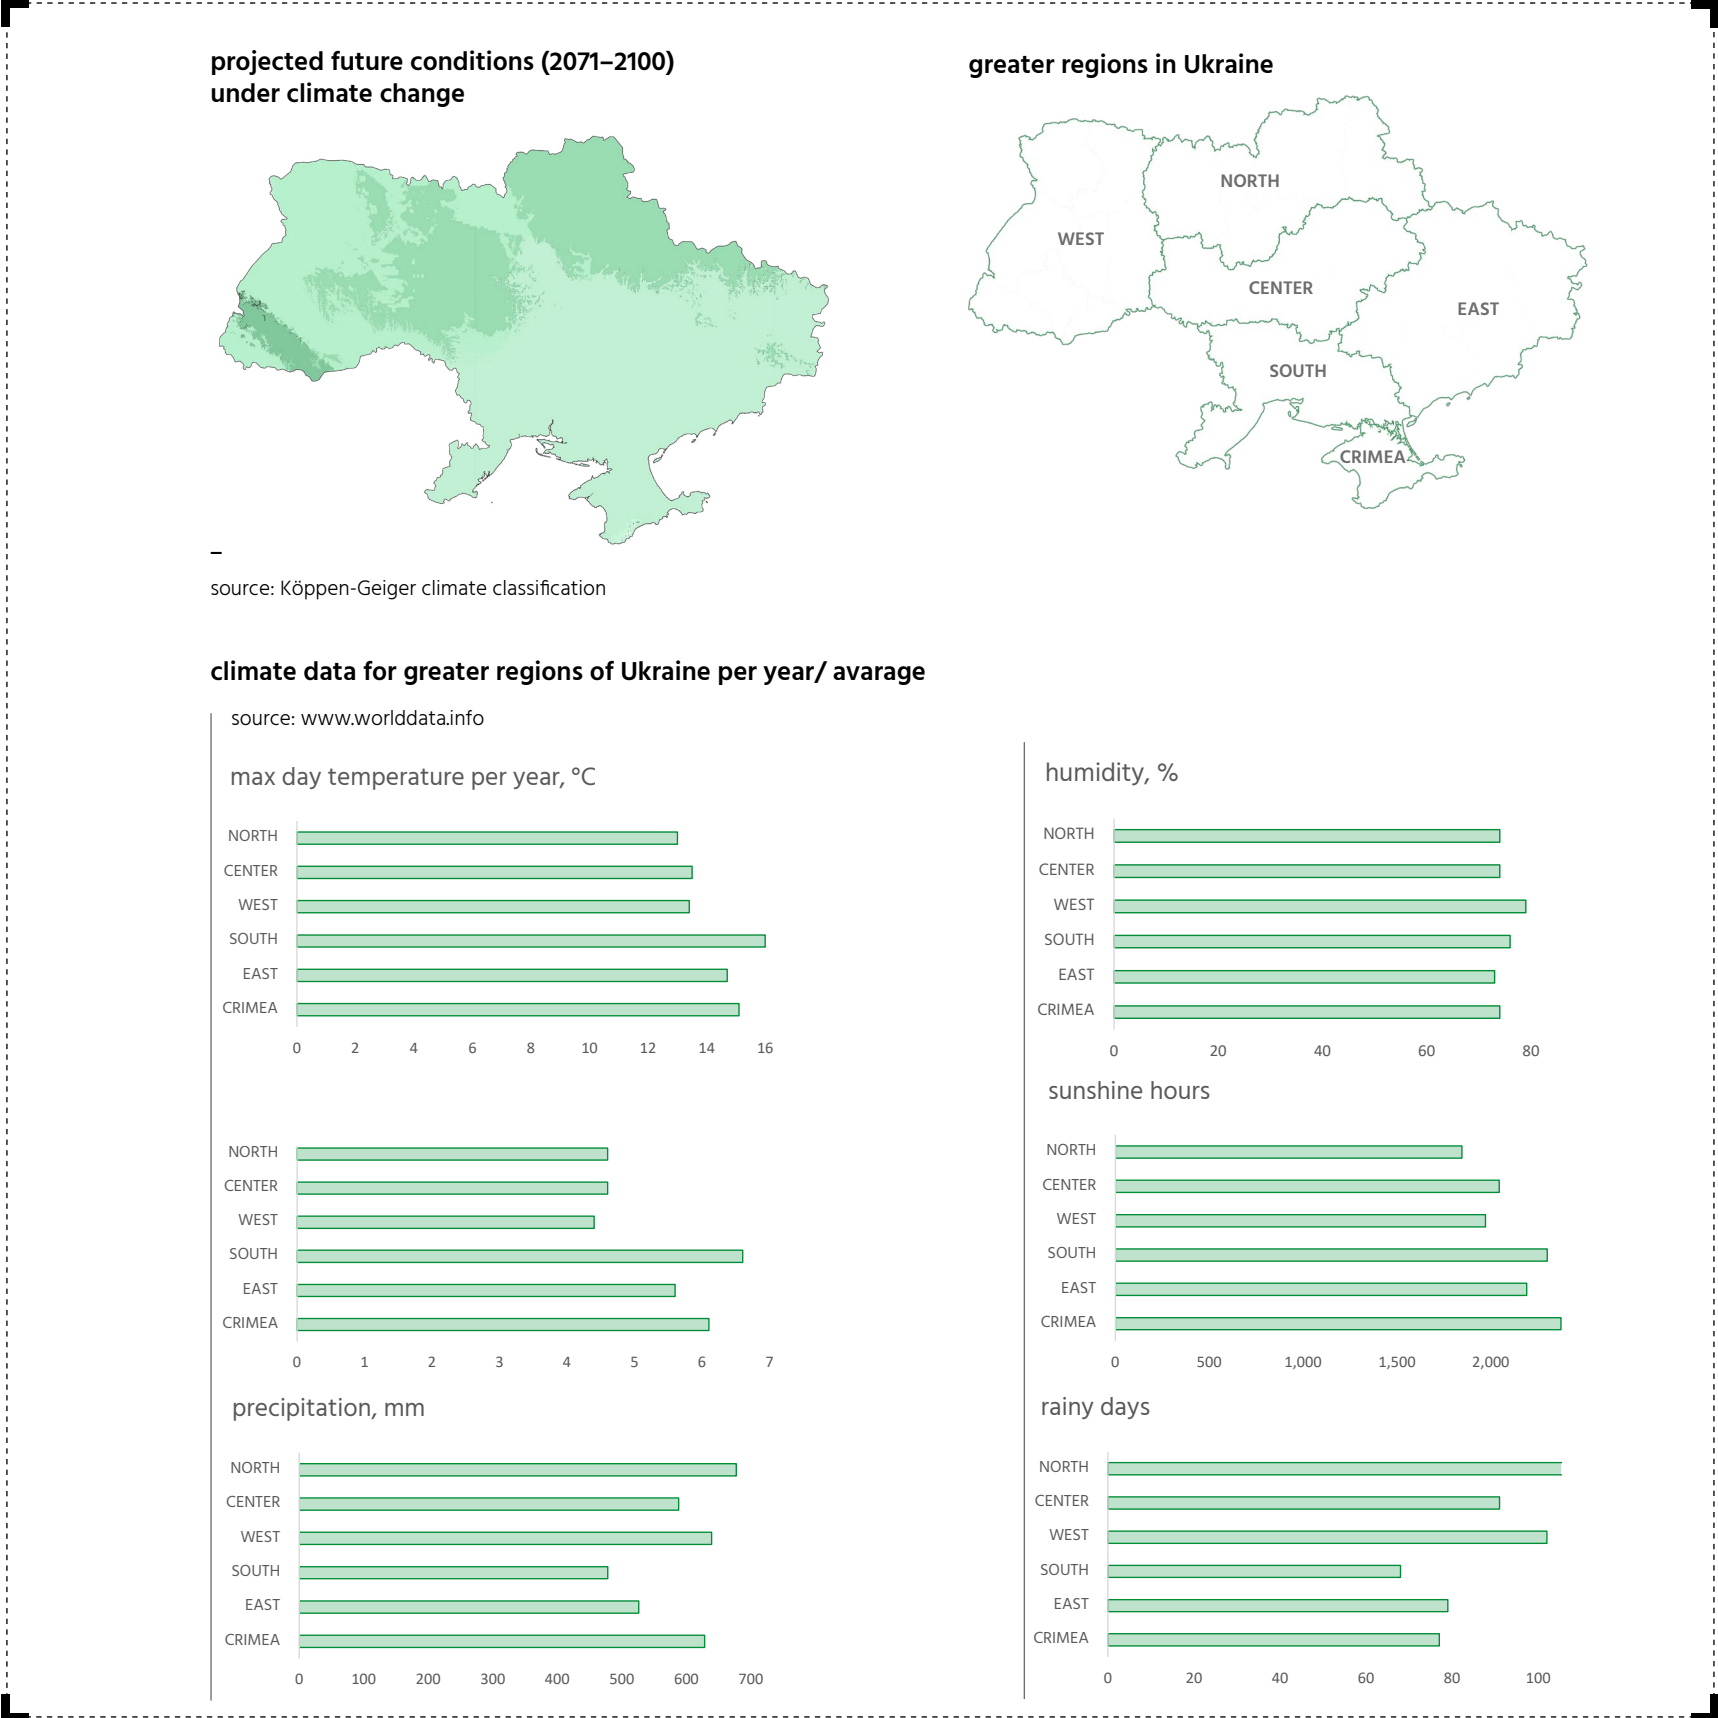 projected future conditions (2071–2100)
under climate change
greater regions in Ukraine
NORTH
WEST
CENTER
EAST
SOUTH
CRIMEA
–
source: Köppen-Geiger climate classification
climate data for greater regions of Ukraine per year/ avarage
source: www.worlddata.info
max day temperature per year, °C
NORTH
CENTER
WEST
SOUTH
EAST
CRIMEA
0 2 4 6 8 10 12 14 16
NORTH
CENTER
WEST
SOUTH
EAST
CRIMEA
0 1 2 3 4 5 6 7
precipitation, mm
NORTH
CENTER
WEST
SOUTH
EAST
CRIMEA
0 100 200 300 400 500 600 700
humidity, %
NORTH
CENTER
WEST
SOUTH
EAST
CRIMEA
0 20 40 60 80
sunshine hours
NORTH
CENTER
WEST
SOUTH
EAST
CRIMEA
0 500 1,000 1,500 2,000
rainy days
NORTH
CENTER
WEST
SOUTH
EAST
CRIMEA
0 20 40 60 80 100